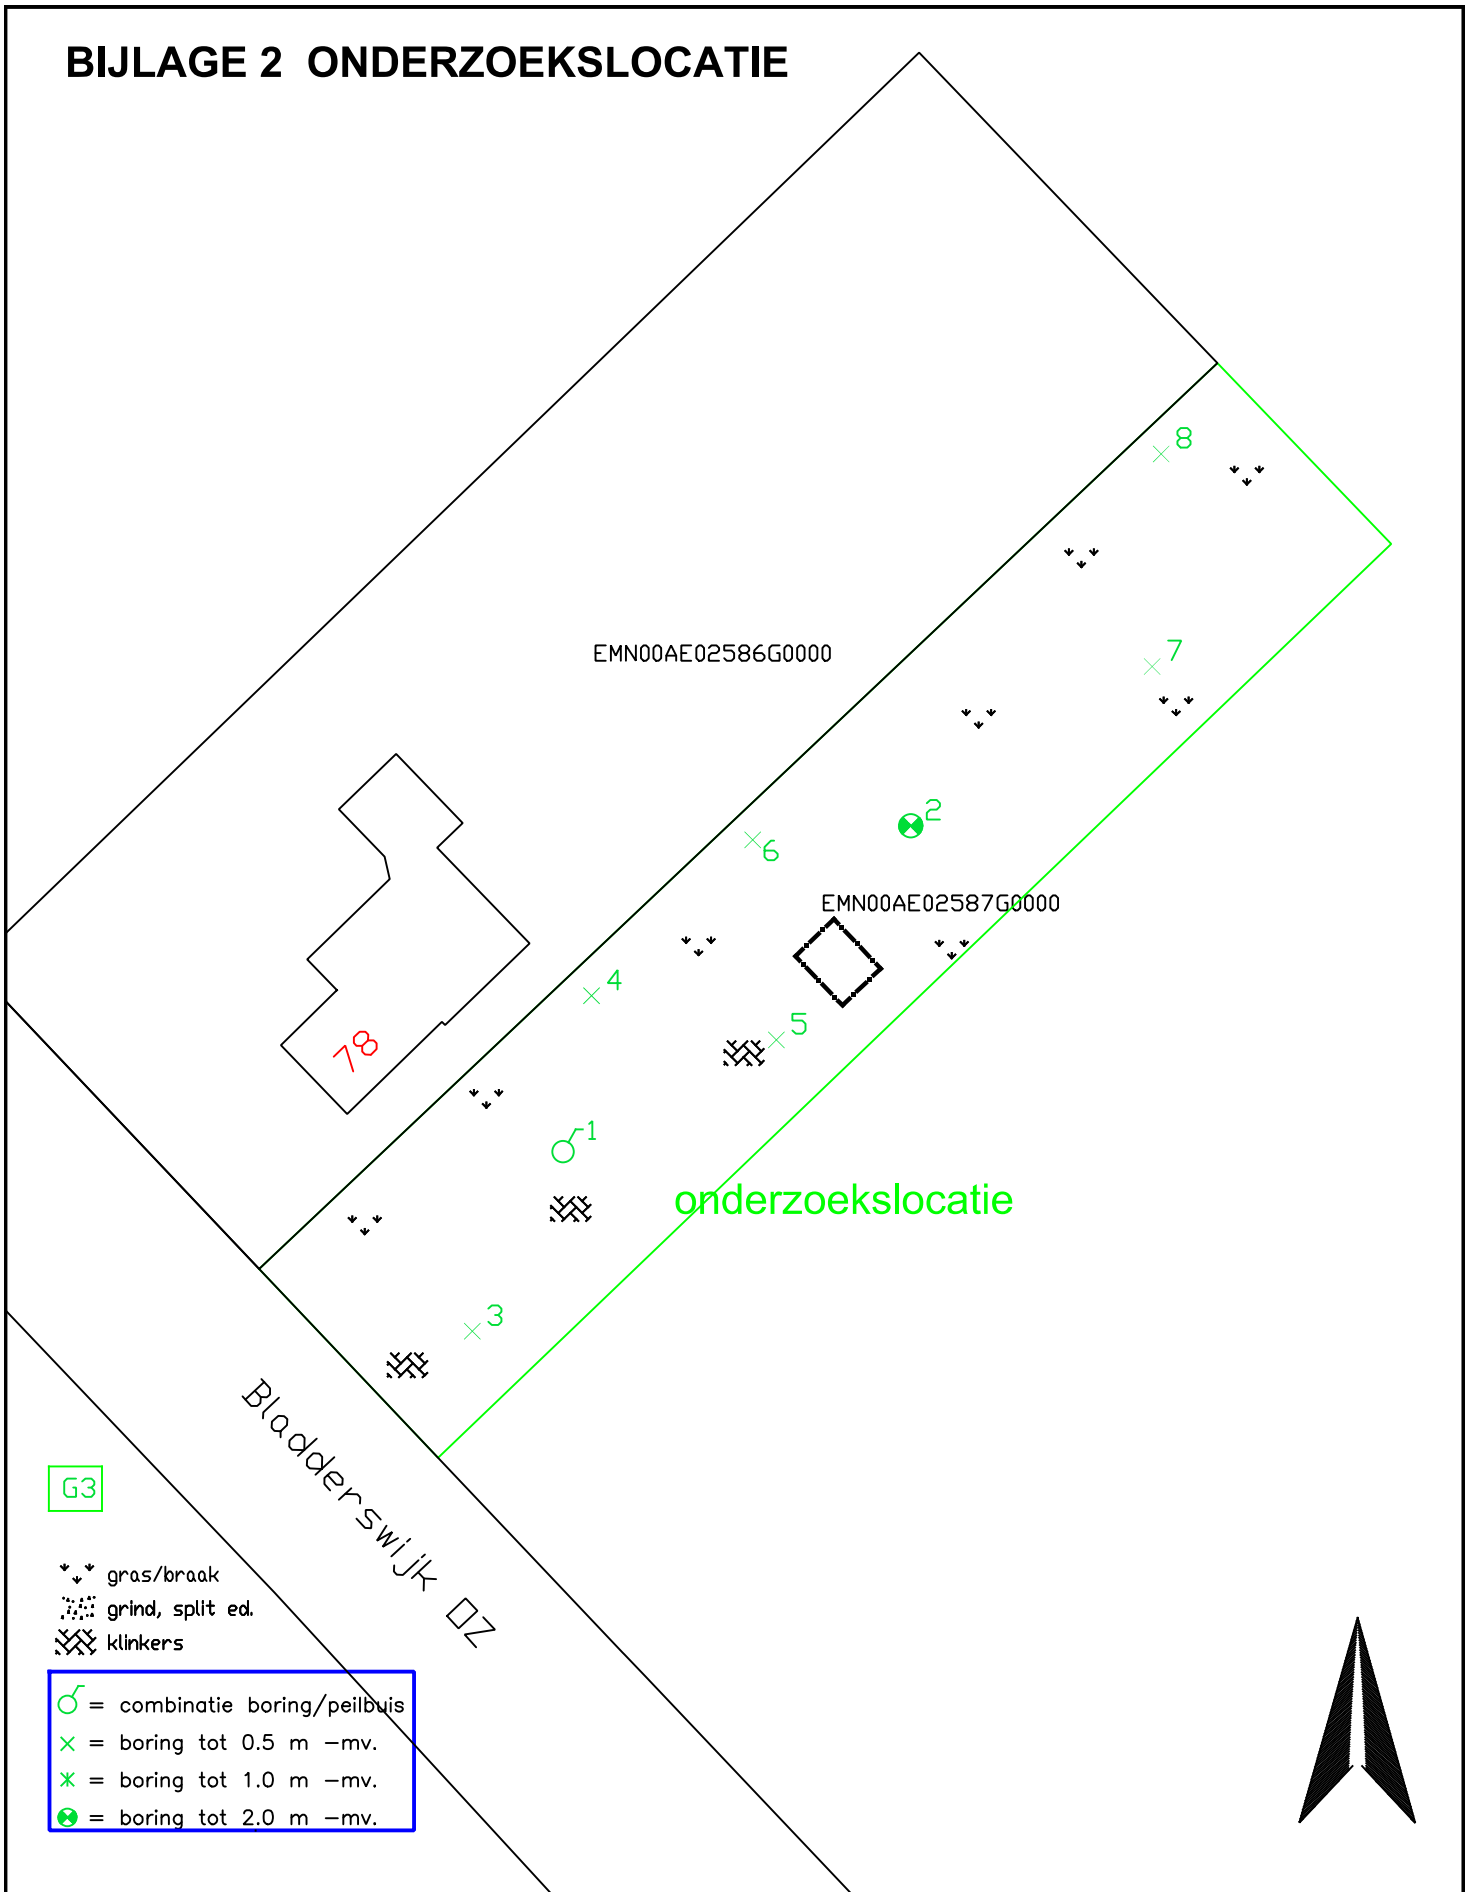 BIJLAGE 2 ONDERZOEKSLOCATIE
8
EMN00AE02586G0000
7
2
6
EMN00AE02587G0000
4
5
78
1
onderzoekslocatie
3
Bladderswijk OZ
G3
gras/braak
grind, split ed.
klinkers
= combinatie boring/peilbuis
= boring tot 0.5 m -mv.
= boring tot 1.0 m -mv.
= boring tot 2.0 m -mv.